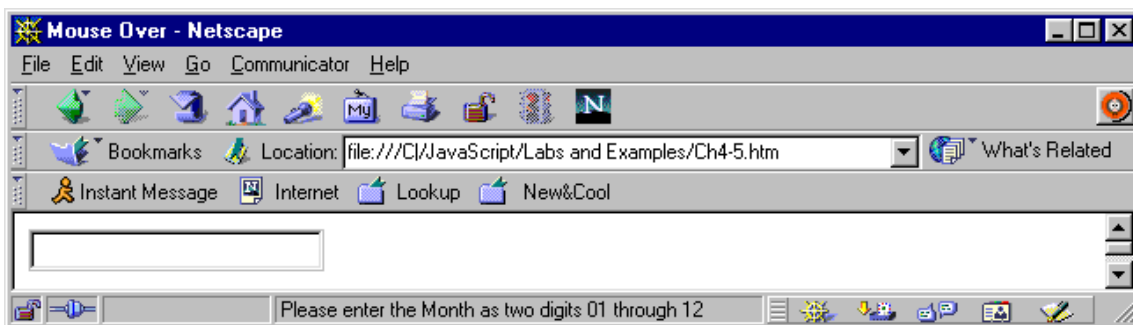 Mouse Over - Netscape
File Edit View Go Communicator Help
My N
Bookmarks Location: file:///C|/JavaScript/Labs and Examples/Ch4-5.htm What's Related
Instant Message N Internet Lookup New&Cool
Please enter the Month as two digits 01 through 12